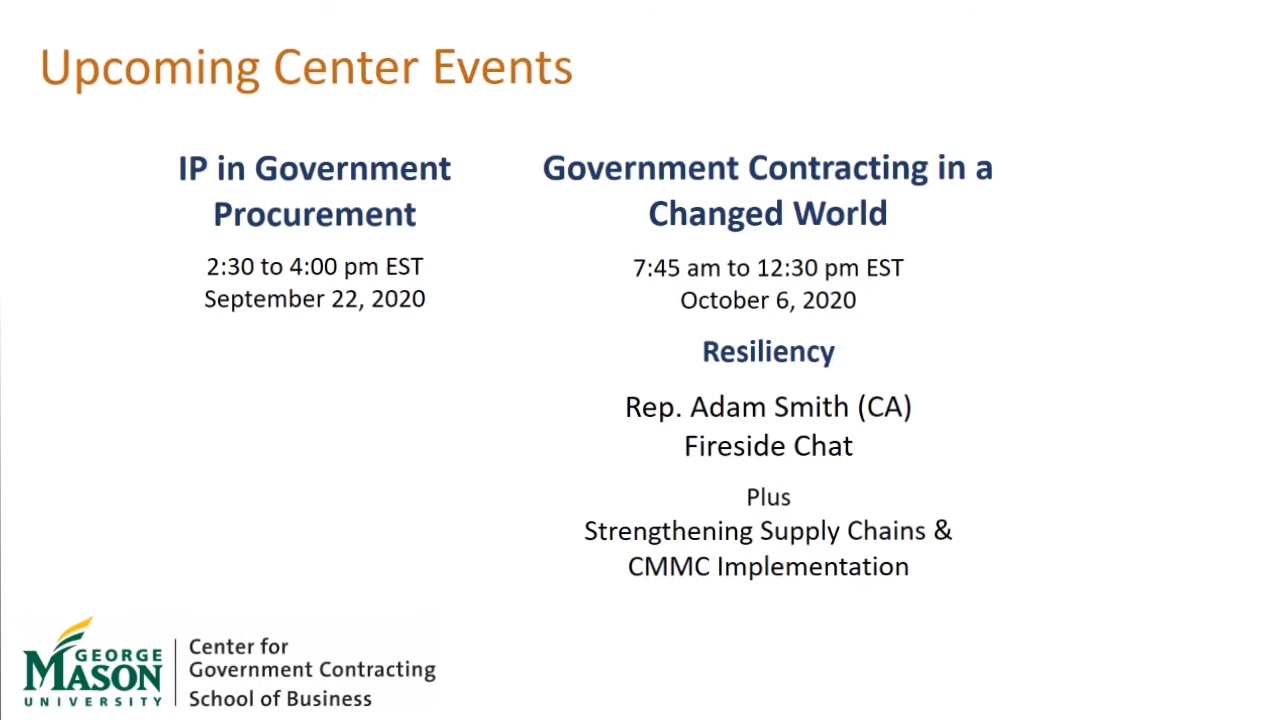 Upcoming Center Events
IP in Government
Procurement
2:30 to 4:00 pm EST
September 22, 2020
Government Contracting in a
Changed World
7:45 am to 12:30 pm EST
October 6, 2020
Resiliency
Rep. Adam Smith (CA)
Fireside Chat
Plus
Strengthening Supply Chains &
CMMC Implementation
GEORGE
MASON
UNIVERSITY
Center for
Government Contracting
School of Business